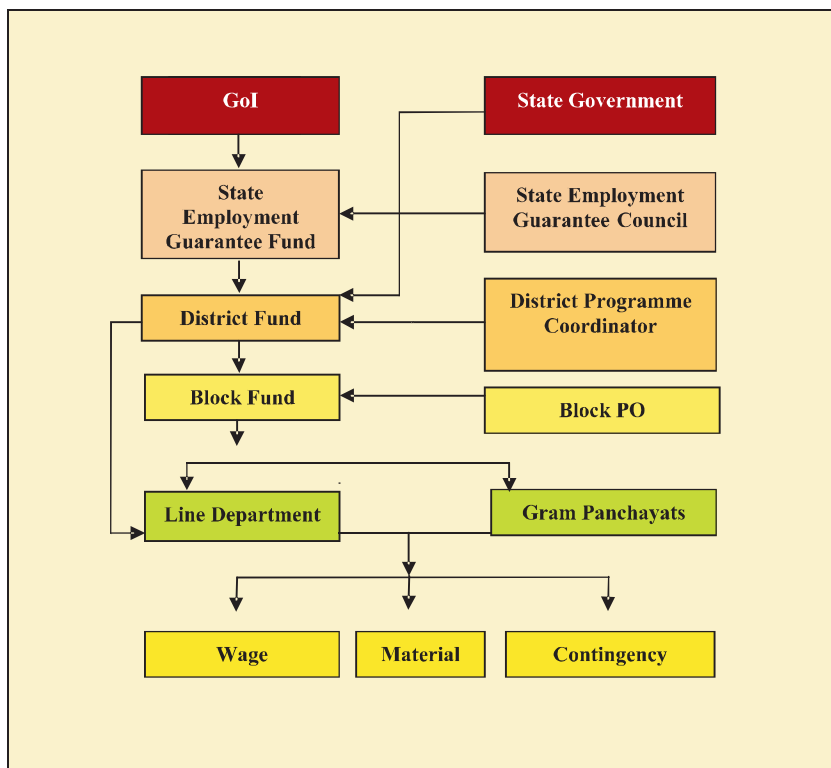 GoI
State Government
State
Employment
Guarantee Fund
State Employment
Guarantee Council
District Fund
District Programme
Coordinator
Block Fund
Block PO
Line Department
Gram Panchayats
Wage
Material
Contingency